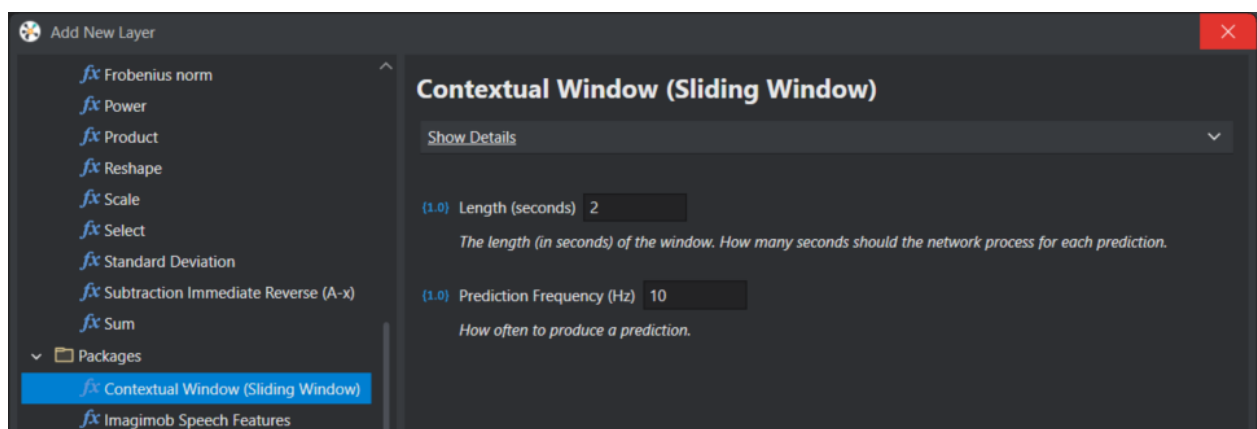 Add New Layer
fx Frobenius norm
fx Power
fx Product
fx Reshape
fx Scale
fx Select
fx Standard Deviation
fx Subtraction Immediate Reverse (A-x)
fx Sum
Packages
fx Contextual Window (Sliding Window)
fx Imagimob Speech Features
Contextual Window (Sliding Window)
Show Details
{1.0} Length (seconds) 2
The length (in seconds) of the window. How many seconds should the network process for each prediction.
{1.0} Prediction Frequency (Hz) 10
How often to produce a prediction.